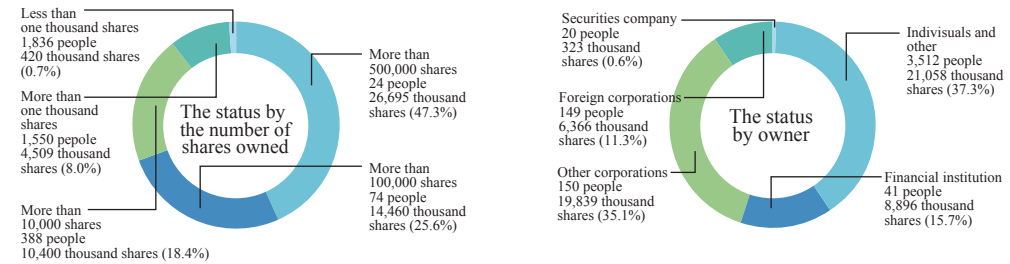 Less than
one thousand shares
1,836 people
420 thousand shares
(0.7%)
More than
one thousand
shares
1,550 pepole
4,509 thousand
shares (8.0%)
More than
10,000 shares
388 people
10,400 thousand shares (18.4%)
The status by
the number of
shares owned
More than
500,000 shares
24 people
26,695 thousand
shares (47.3%)
More than
100,000 shares
74 people
14,460 thousand
shares (25.6%)
Securities company
20 people
323 thousand
shares (0.6%)
Foreign corporations
149 people
6,366 thousand
shares (11.3%)
Other corporations
150 people
19,839 thousand
shares (35.1%)
The status
by owner
Indivisuals and
other
3,512 people
21,058 thousand
shares (37.3%)
Financial institution
41 people
8,896 thousand
shares (15.7%)